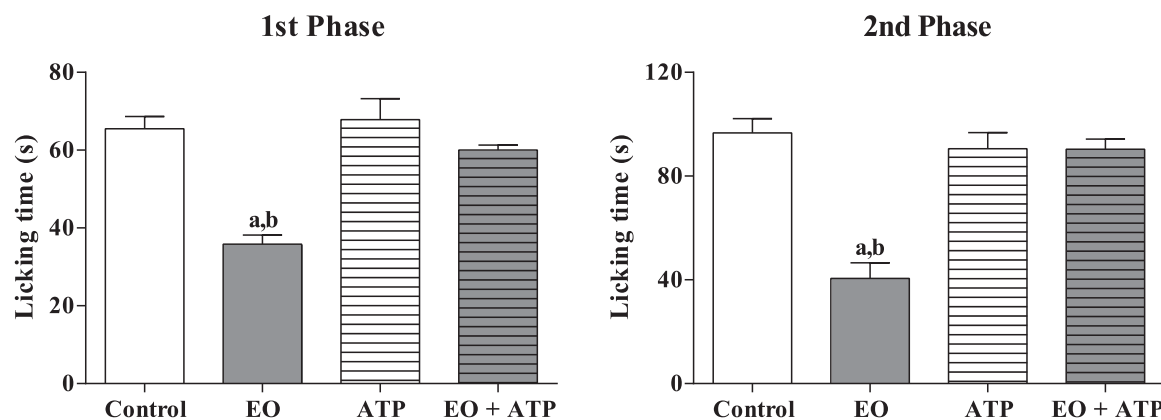 1st Phase
Licking time (s)
80
60
40
20
0
a,b
Control EO ATP EO + ATP
2nd Phase
Licking time (s)
120
80
40
0
a,b
Control EO ATP EO + ATP